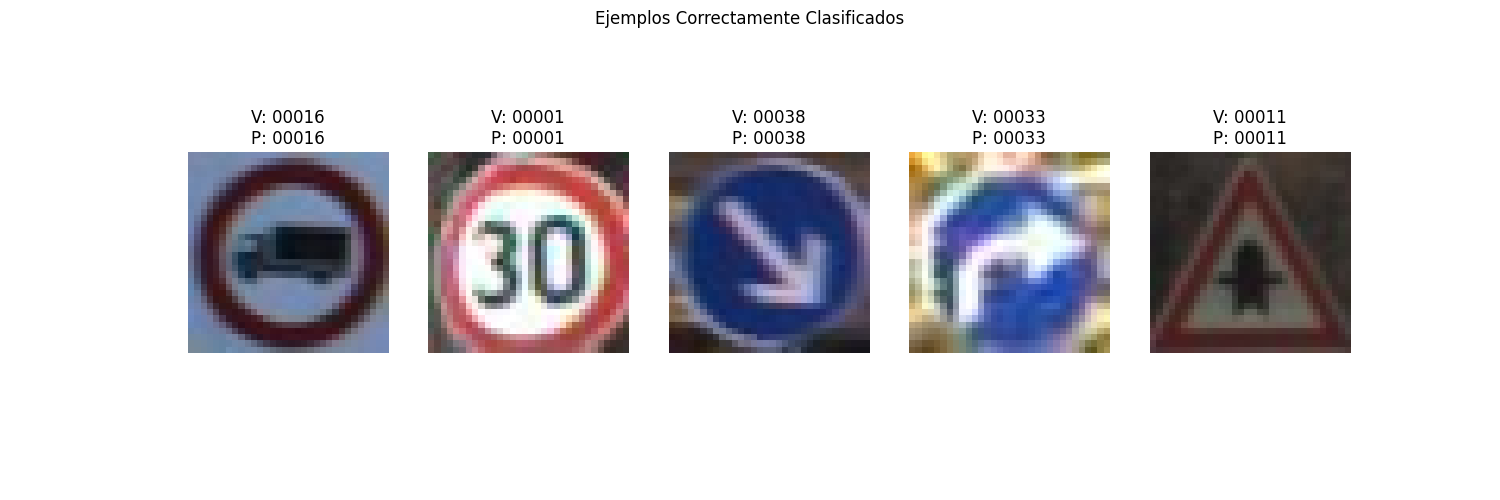 Ejemplos Correctamente Clasificados
V: 00016
P: 00016
V: 00001
P: 00001
V: 00038
P: 00038
V: 00033
P: 00033
V: 00011
P: 00011
30